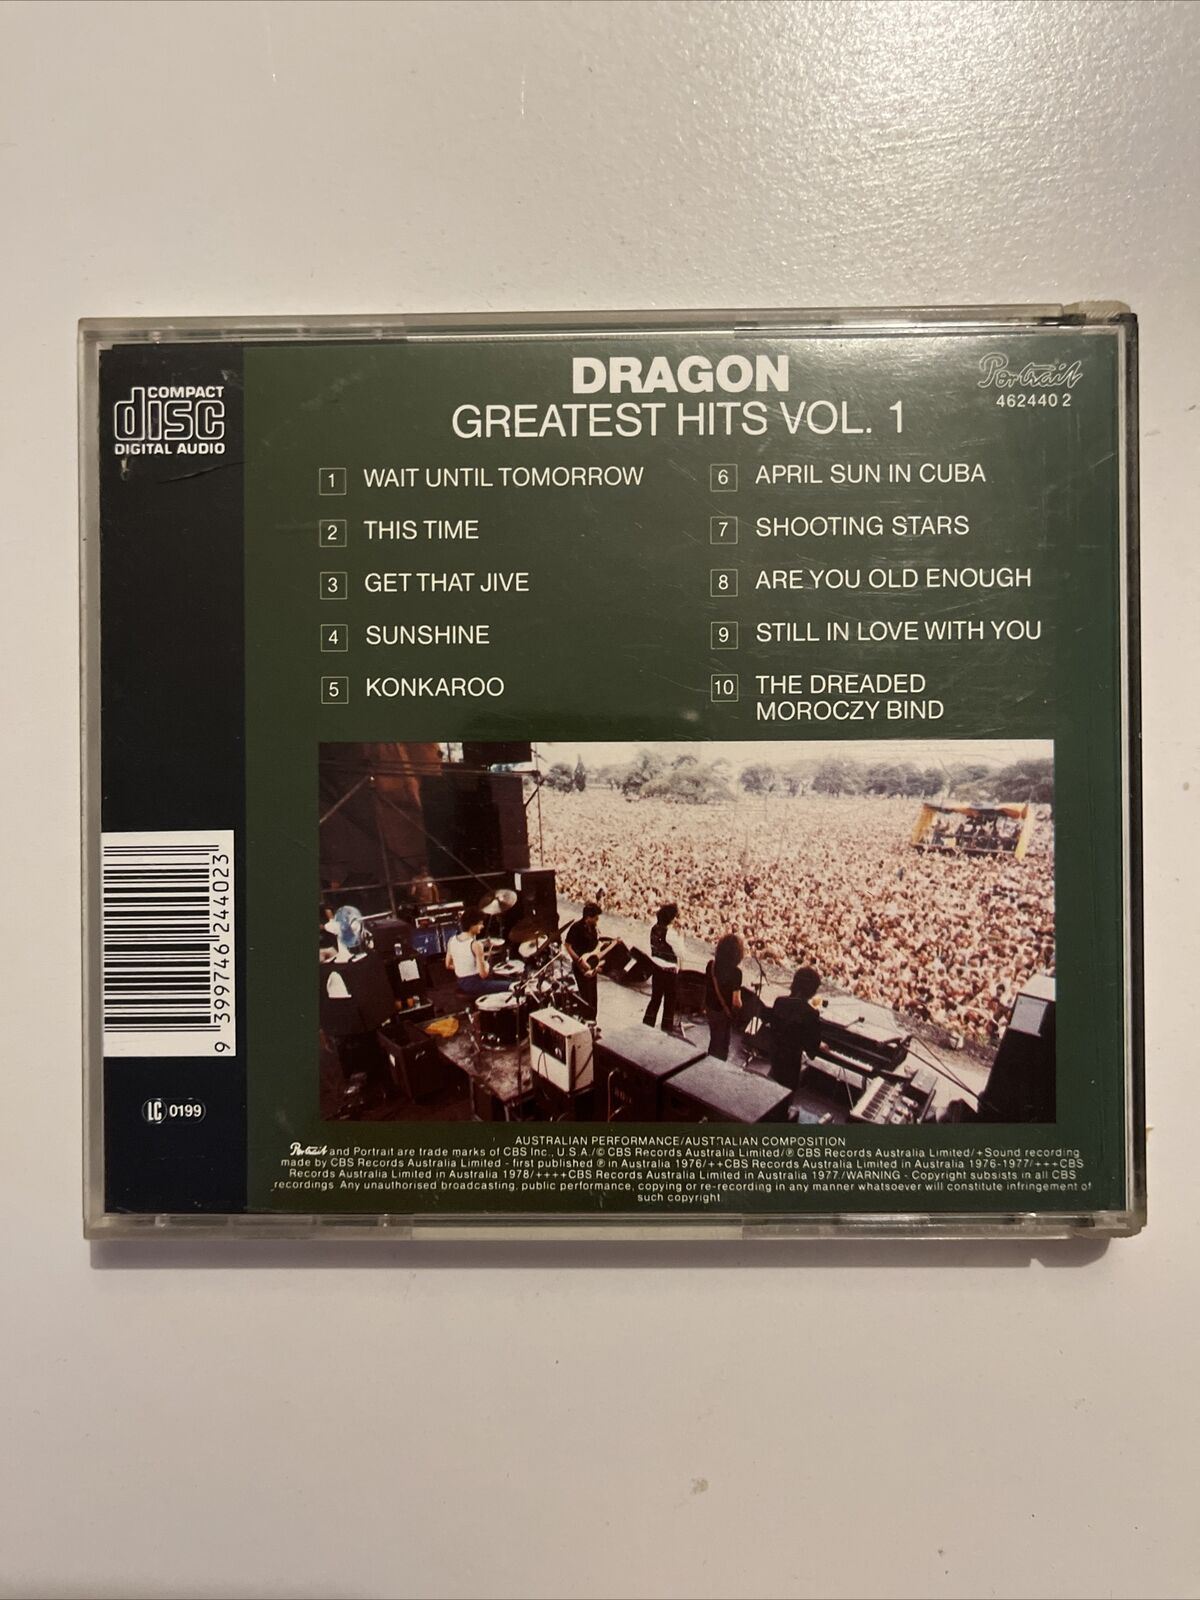 COMPACT
disc
DIGITAL AUDIO
DRAGON
GREATEST HITS VOL. 1
Portrait
462440 2
1 WAIT UNTIL TOMORROW
2 THIS TIME
3 GET THAT JIVE
4 SUNSHINE
5 KONKAROO
6 APRIL SUN IN CUBA
7 SHOOTING STARS
8 ARE YOU OLD ENOUGH
9 STILL IN LOVE WITH YOU
10 THE DREADED
MOROCZY BIND
9 399746 244023
LC 0199
AUSTRALIAN PERFORMANCE/AUSTRALIAN COMPOSITION
Portrait and Portrait are trade marks of CBS Inc., U.S.A./© CBS Records Australia Limited/℗ CBS Records Australia Limited/+Sound recording
made by CBS Records Australia Limited - first published ℗ in Australia 1976/++CBS Records Australia Limited in Australia 1976-1977/+++CBS
Records Australia Limited in Australia 1978/++++CBS Records Australia Limited in Australia 1977/WARNING - Copyright subsists in all CBS
recordings. Any unauthorised broadcasting, public performance, copying or re-recording in any manner whatsoever will constitute infringement of
such copyright.